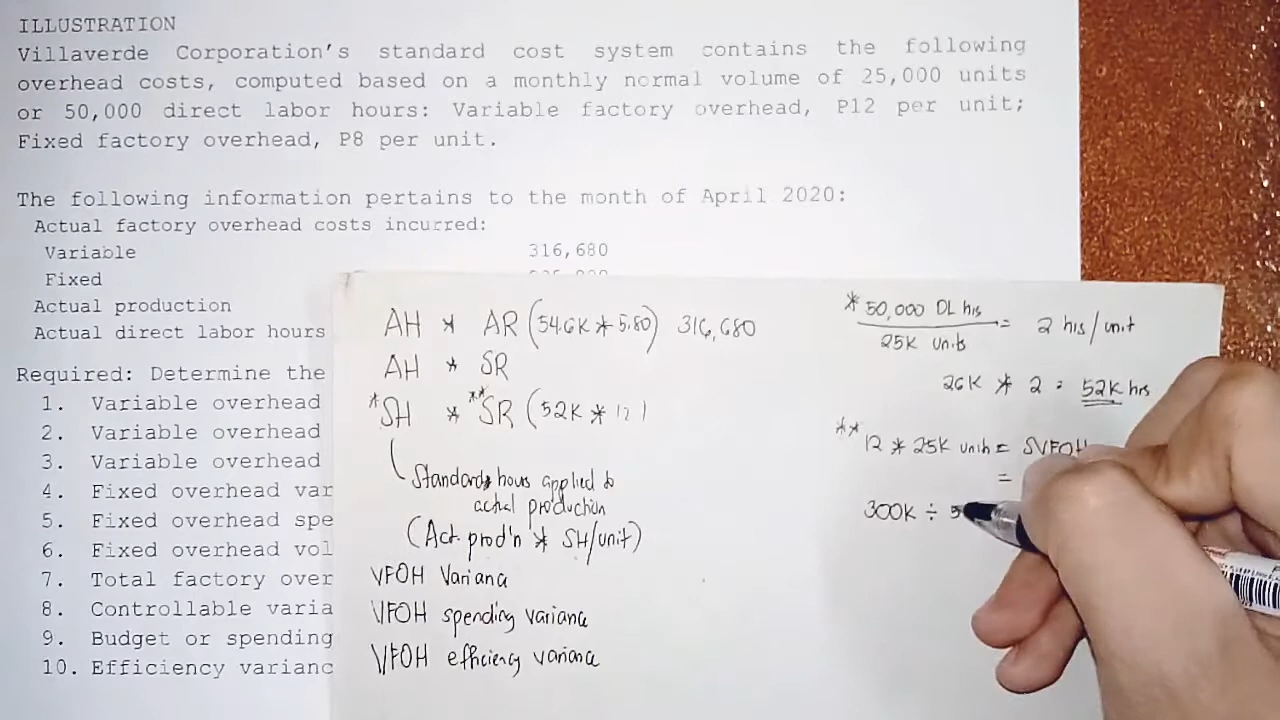 ILLUSTRATION
Villaverde Corporation's standard cost system contains the following
overhead costs, computed based on a monthly normal volume of 25,000 units
or 50,000 direct labor hours: Variable factory overhead, P12 per unit;
Fixed factory overhead, P8 per unit.
The following information pertains to the month of April 2020:
Actual factory overhead costs incurred:
Variable 316,680
Fixed
Actual production
Actual direct labor hours
Required: Determine the
1. Variable overhead
2. Variable overhead
3. Variable overhead
4. Fixed overhead var
5. Fixed overhead spe
6. Fixed overhead vol
7. Total factory over
8. Controllable varia
9. Budget or spending
10. Efficiency varianc
AH * AR (54.6K * 5.80) 316,680
AH * SR
*SH * **SR (52K * 12)
Standard hours applied to
actual production
(Act. prod'n * SH/unit)
VFOH Variance
VFOH spending variance
VFOH efficiency variance
* 50,000 DL hrs
25K units
= 2 hrs/unit
26K * 2 = 52K hrs
** 12 * 25K units = SVFOH
=
300K ÷ 5